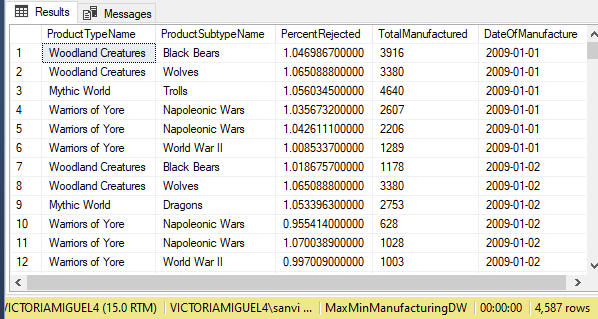 Results Messages
ProductTypeName ProductSubtypeName PercentRejected TotalManufactured DateOfManufacture
1 Woodland Creatures Black Bears 1.046986700000 3916 2009-01-01
2 Woodland Creatures Wolves 1.065088800000 3380 2009-01-01
3 Mythic World Trolls 1.056034500000 4640 2009-01-01
4 Warriors of Yore Napoleonic Wars 1.035673200000 2607 2009-01-01
5 Warriors of Yore Napoleonic Wars 1.042611100000 2206 2009-01-01
6 Warriors of Yore World War II 1.008533700000 1289 2009-01-01
7 Woodland Creatures Black Bears 1.018675700000 1178 2009-01-02
8 Woodland Creatures Wolves 1.065088800000 3380 2009-01-02
9 Mythic World Dragons 1.053396300000 2753 2009-01-02
10 Warriors of Yore Napoleonic Wars 0.955414000000 628 2009-01-02
11 Warriors of Yore Napoleonic Wars 1.070038900000 1028 2009-01-02
12 Warriors of Yore World War II 0.997009000000 1003 2009-01-02
VICTORIAMIGUEL4 (15.0 RTM) VICTORIAMIGUEL4\sanvi ... MaxMinManufacturingDW 00:00:00 4,587 rows